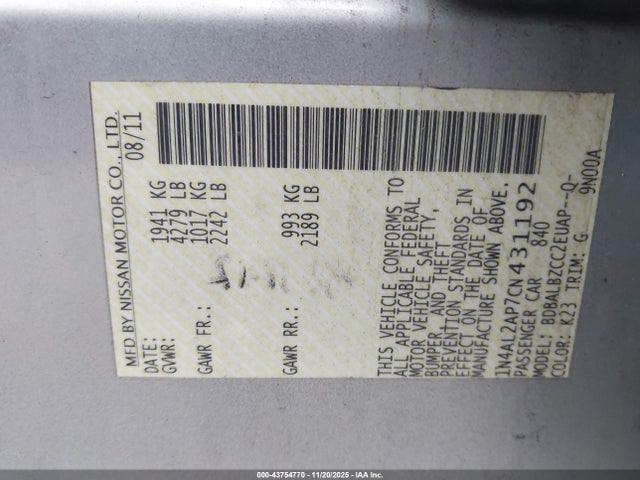 MFD BY NISSAN MOTOR CO., LTD.
DATE: 08/11
GVWR: 1941 KG
4279 LB
GAWR FR.: 1017 KG
2242 LB
GAWR RR.: 993 KG
2189 LB
THIS VEHICLE CONFORMS TO
ALL APPLICABLE FEDERAL
MOTOR VEHICLE SAFETY,
BUMPER, AND THEFT
PREVENTION STANDARDS IN
EFFECT ON THE DATE OF
MANUFACTURE SHOWN ABOVE.
1N4AL2AP7CN431192
PASSENGER CAR 840
MODEL: BDBALBZCC2EUAP--Q-
COLOR: K23 TRIM: G 9N00A
000-43754770 - 11/20/2025 - IAA Inc.